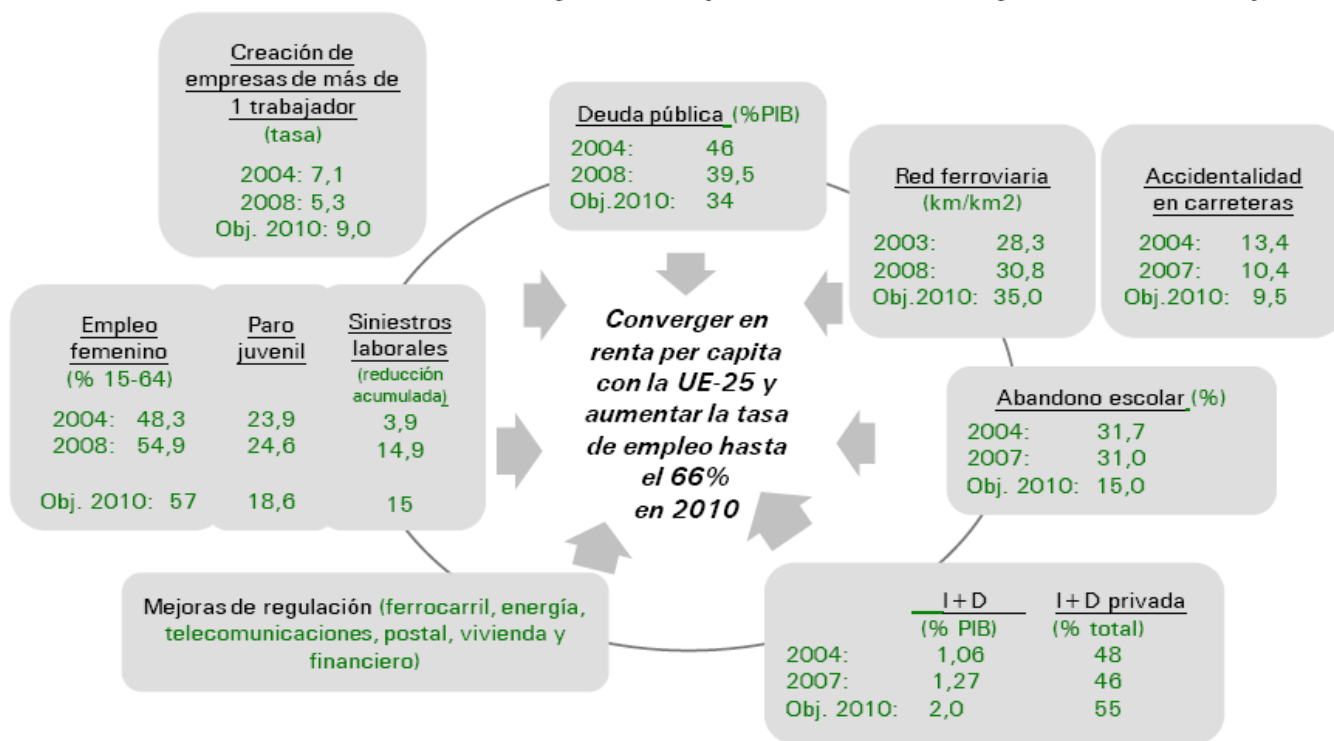 Creación de
empresas de más de
1 trabajador
(tasa)
2004: 7,1
2008: 5,3
Obj. 2010: 9,0
Deuda pública (%PIB)
2004: 46
2008: 39,5
Obj.2010: 34
Red ferroviaria
(km/km2)
2003: 28,3
2008: 30,8
Obj.2010: 35,0
Accidentalidad
en carreteras
2004: 13,4
2007: 10,4
Obj.2010: 9,5
Empleo
femenino
(% 15-64)
2004: 48,3
2008: 54,9
Obj. 2010: 57
Paro
juvenil
23,9
24,6
18,6
Siniestros
laborales
(reducción
acumulada)
3,9
14,9
15
Converger en
renta per capita
con la UE-25 y
aumentar la tasa
de empleo hasta
el 66%
en 2010
Abandono escolar (%)
2004: 31,7
2007: 31,0
Obj. 2010: 15,0
Mejoras de regulación (ferrocarril, energía,
telecomunicaciones, postal, vivienda y
financiero)
I+D I+D privada
(% PIB) (% total)
2004: 1,06 48
2007: 1,27 46
Obj. 2010: 2,0 55